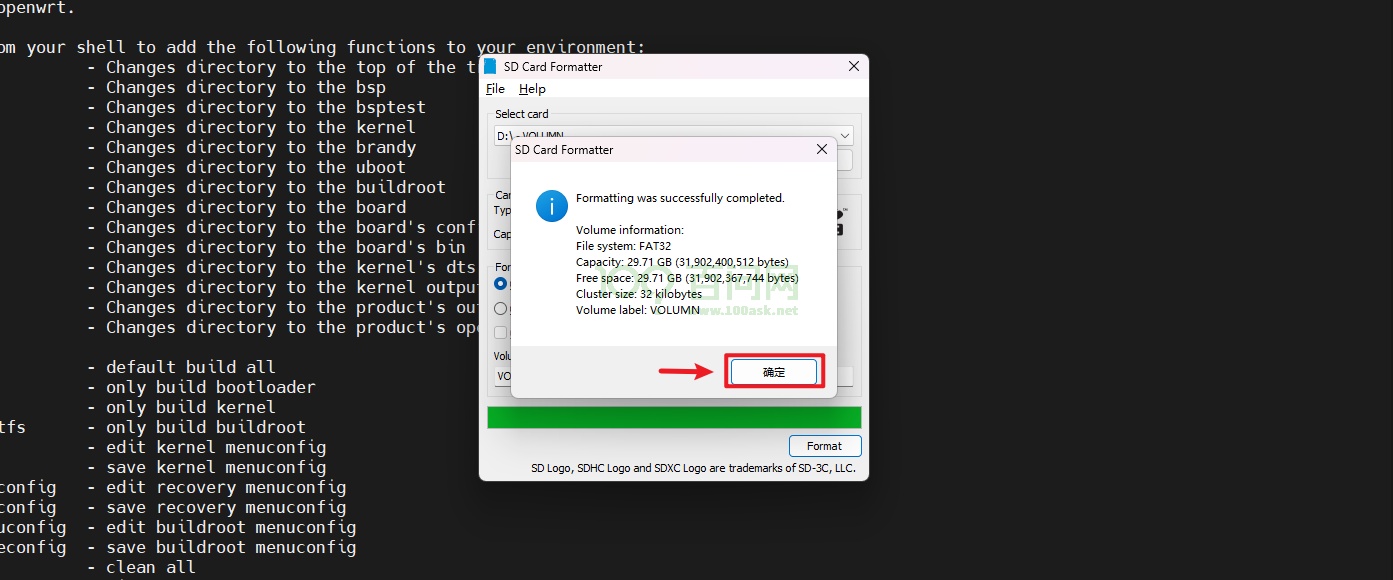 openwrt.
om your shell to add the following functions to your environment:
- Changes directory to the top of the t
- Changes directory to the bsp
- Changes directory to the bsptest
- Changes directory to the kernel
- Changes directory to the brandy
- Changes directory to the uboot
- Changes directory to the buildroot
- Changes directory to the board
- Changes directory to the board's conf
- Changes directory to the board's bin
- Changes directory to the kernel's dts
- Changes directory to the kernel output
- Changes directory to the product's ou
- Changes directory to the product's ope
- default build all
- only build bootloader
- only build kernel
tfs - only build buildroot
- edit kernel menuconfig
- save kernel menuconfig
config - edit recovery menuconfig
config - save recovery menuconfig
uconfig - edit buildroot menuconfig
econfig - save buildroot menuconfig
- clean all
SD Card Formatter
File Help
Select card
D:\ - VOLUMN
Car
Typ
Cap
For
Volu
VO
Format
SD Logo, SDHC Logo and SDXC Logo are trademarks of SD-3C, LLC.
SD Card Formatter
Formatting was successfully completed.
Volume information:
File system: FAT32
Capacity: 29.71 GB (31,902,400,512 bytes)
Free space: 29.71 GB (31,902,367,744 bytes)
Cluster size: 32 kilobytes
Volume label: VOLUMN
确定
100 百问网
www.100ask.net